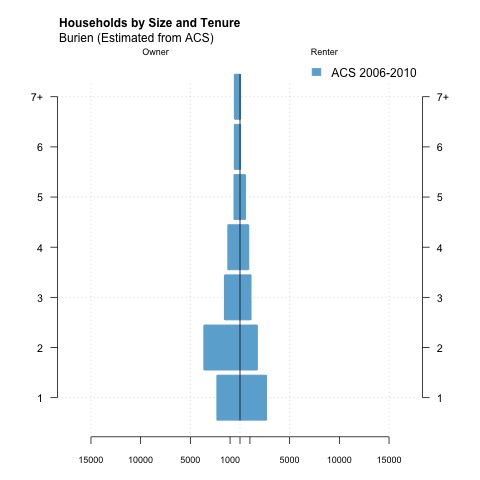 Households by Size and Tenure
Burien (Estimated from ACS)
Owner Renter
ACS 2006-2010
7+ 7+
6 6
5 5
4 4
3 3
2 2
1 1
15000 10000 5000 1000 5000 10000 15000